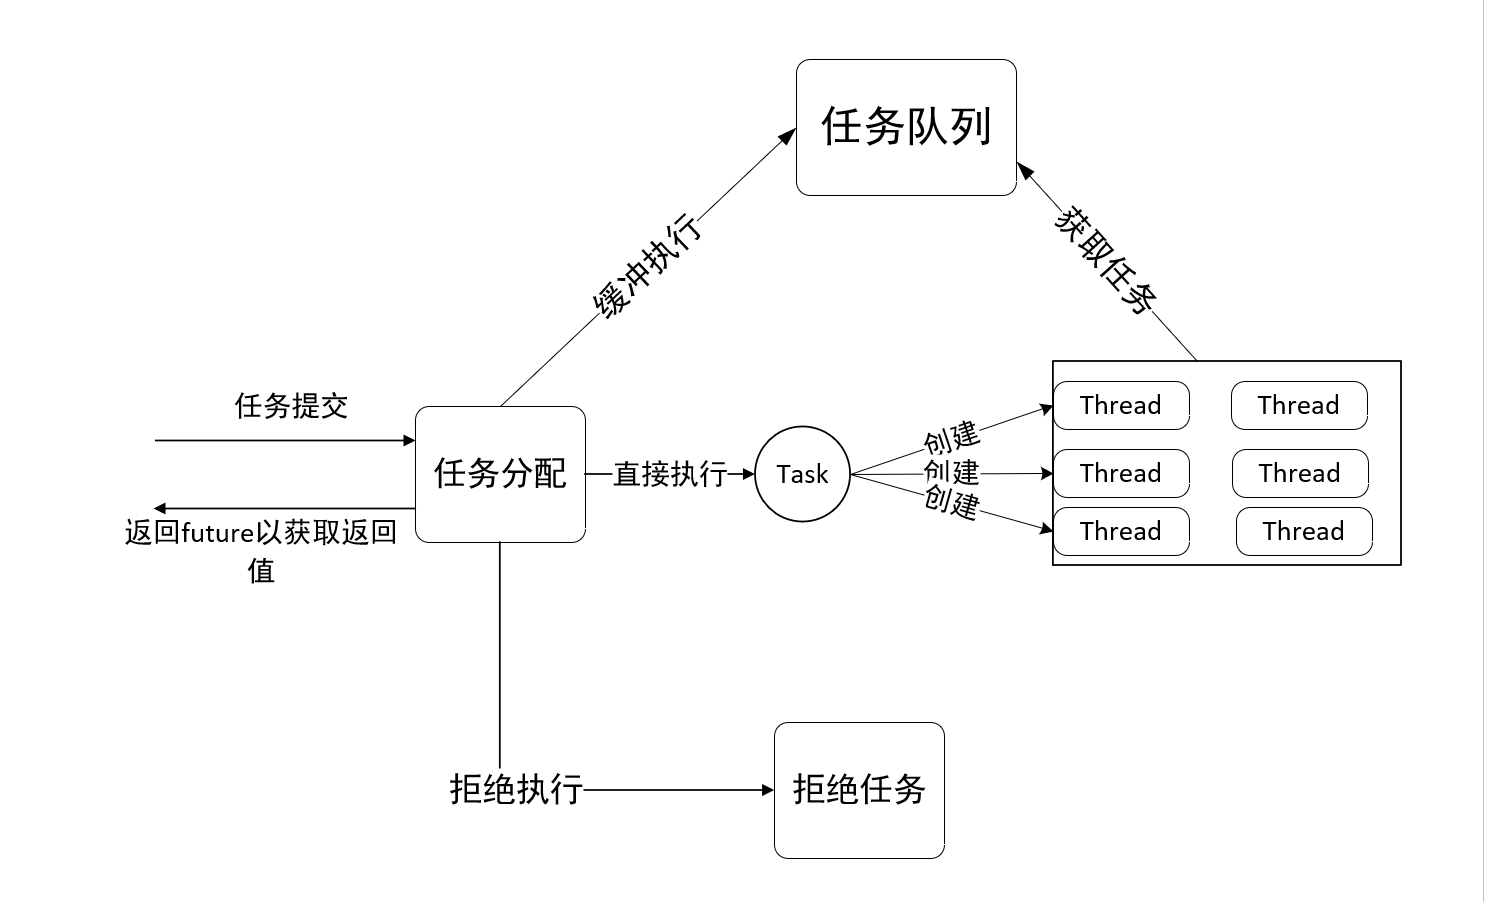 任务队列
缓冲执行
获取任务
任务提交
任务分配
返回future以获取返回
值
直接执行
Task
创建
创建
创建
Thread
Thread
Thread
Thread
Thread
Thread
拒绝执行
拒绝任务